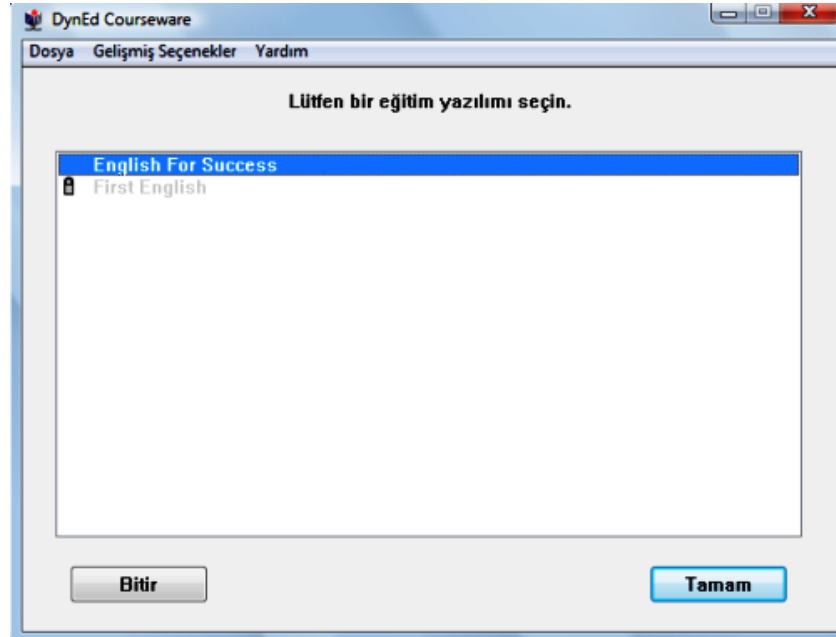 DynEd Courseware
Dosya Gelişmiş Seçenekler Yardım
Lütfen bir eğitim yazılımı seçin.
English For Success
First English
Bitir Tamam